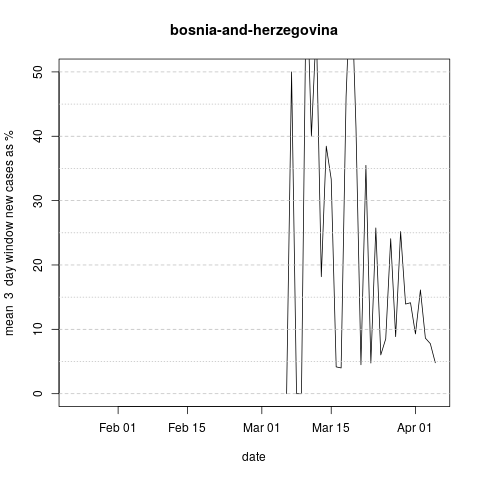 bosnia-and-herzegovina
mean 3 day window new cases as %
50
40
30
20
10
0
Feb 01 Feb 15 Mar 01 Mar 15 Apr 01
date